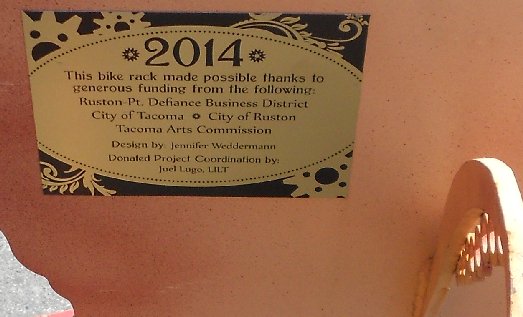 2014
This bike rack made possible thanks to
generous funding from the following:
Ruston-Pt. Defiance Business District
City of Tacoma City of Ruston
Tacoma Arts Commission
Design by: Jennifer Weddermann
Donated Project Coordination by:
Juel Lugo, LILT